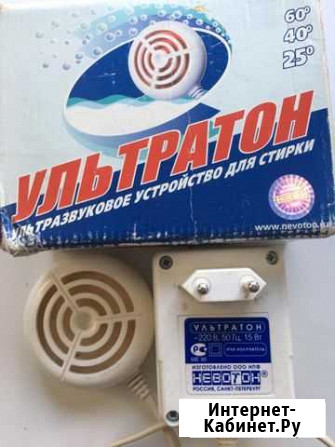 60°
40°
25°
УЛЬТРАТОН
УЛЬТРАЗВУКОВОЕ УСТРОЙСТВО ДЛЯ СТИРКИ
www.nevoton.ru
УЛЬТРАТОН
~220 В, 50 Гц, 15 Вт
ИЗГОТОВЛЕНО ООО НПФ
НЕВОТОН
РОССИЯ, САНКТ-ПЕТЕРБУРГ
Интернет-
Кабинет.Ру